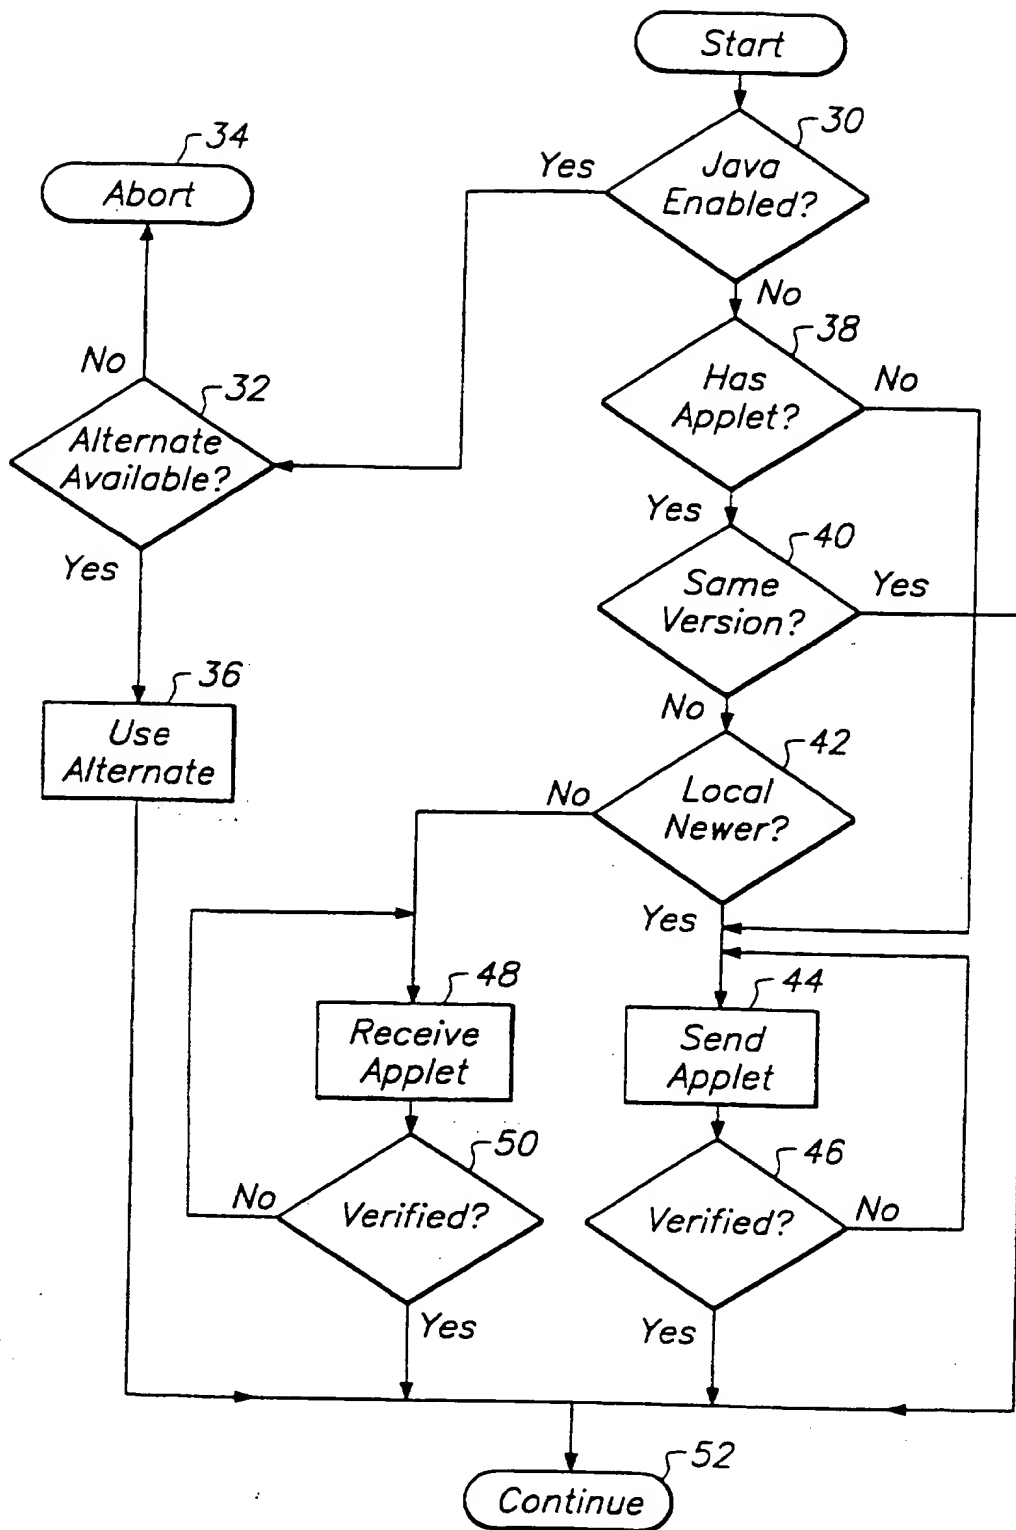 Start
30
Java
Enabled?
Yes
No
34
Abort
No
32
Alternate
Available?
Yes
36
Use
Alternate
38
Has
Applet?
No
Yes
40
Same
Version?
Yes
No
42
Local
Newer?
No
Yes
48
Receive
Applet
44
Send
Applet
50
Verified?
No
Yes
46
Verified?
No
Yes
52
Continue